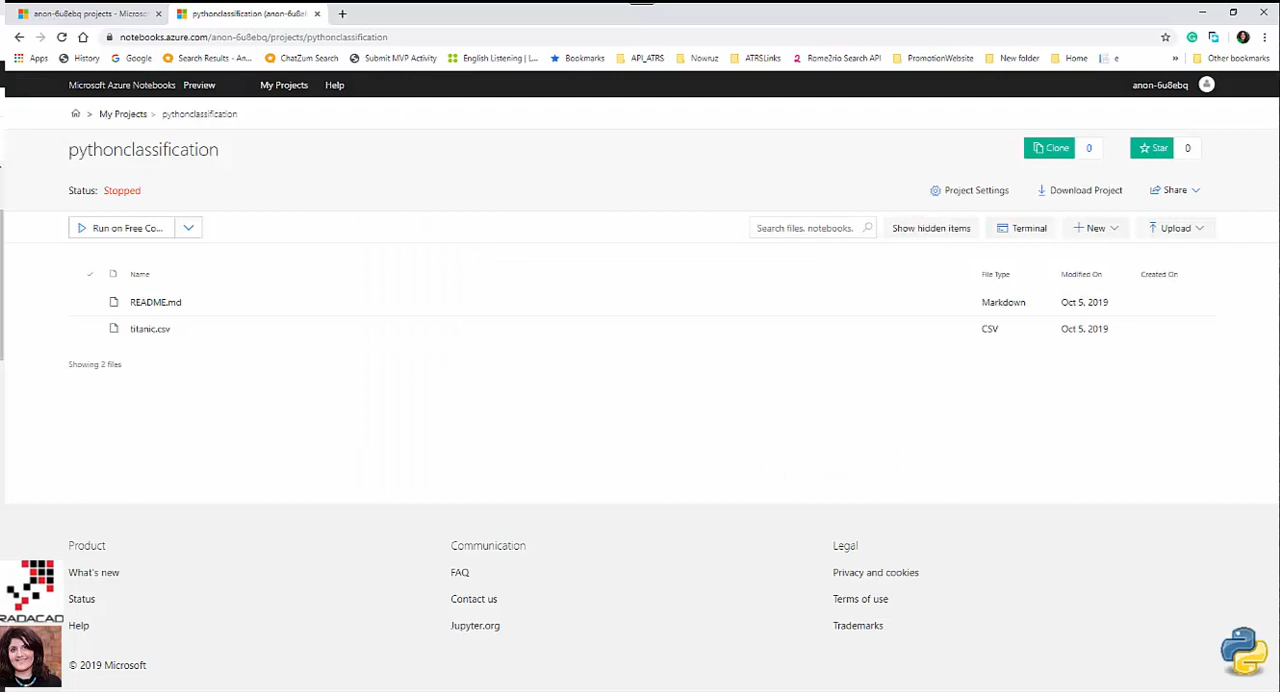 anon-6u8ebq projects - Microso
pythonclassification (anon-6u8el
notebooks.azure.com/anon-6u8ebq/projects/pythonclassification
Apps History Google Search Results - An... ChatZum Search Submit MVP Activity English Listening | L... Bookmarks API_ATRS Nowruz ATRSLinks Rome2rio Search API PromotionWebsite New folder Home e » Other bookmarks
Microsoft Azure Notebooks Preview My Projects Help anon-6u8ebq
> My Projects > pythonclassification
pythonclassification
Clone 0 Star 0
Status: Stopped
Project Settings Download Project Share
Run on Free Co...
Search files, notebooks. Show hidden items Terminal New Upload
Name File Type Modified On Created On
README.md Markdown Oct 5, 2019
titanic.csv CSV Oct 5, 2019
Showing 2 files
Product Communication Legal
What's new FAQ Privacy and cookies
Status Contact us Terms of use
Help Jupyter.org Trademarks
© 2019 Microsoft
RADACAD